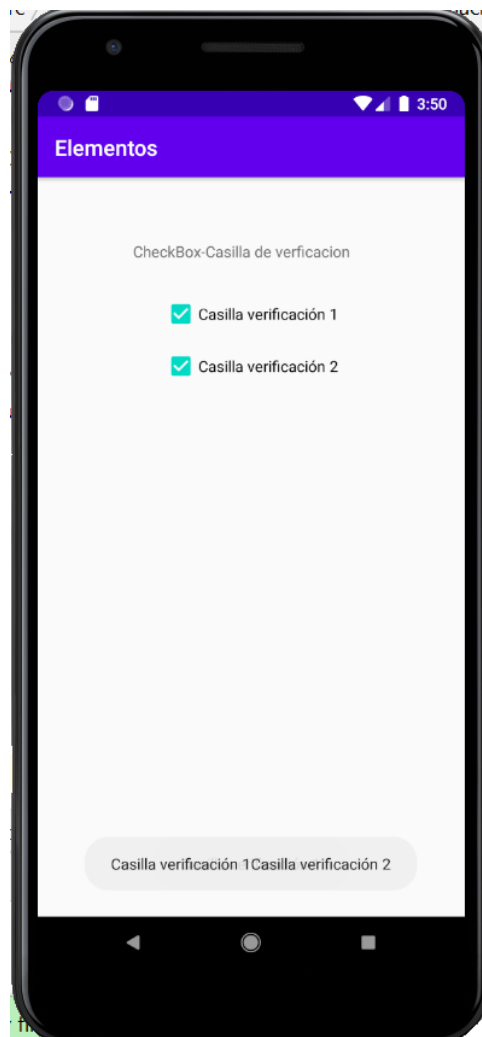 3:50
Elementos
CheckBox-Casilla de verficacion
Casilla verificación 1
Casilla verificación 2
Casilla verificación 1Casilla verificación 2